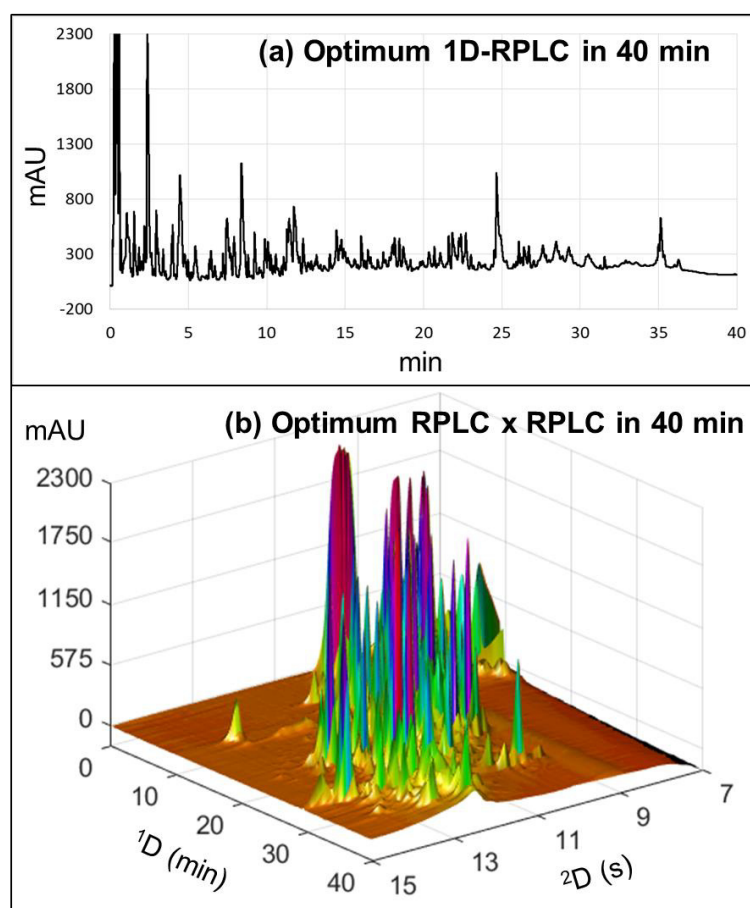 (a) Optimum 1D-RPLC in 40 min
mAU
2300
1800
1300
800
300
-200
0 5 10 15 20 25 30 35 40
min
(b) Optimum RPLC x RPLC in 40 min
mAU
2300
1750
1150
575
0
0 10 20 30 40
¹D (min)
15 13 11 9 7
²D (s)